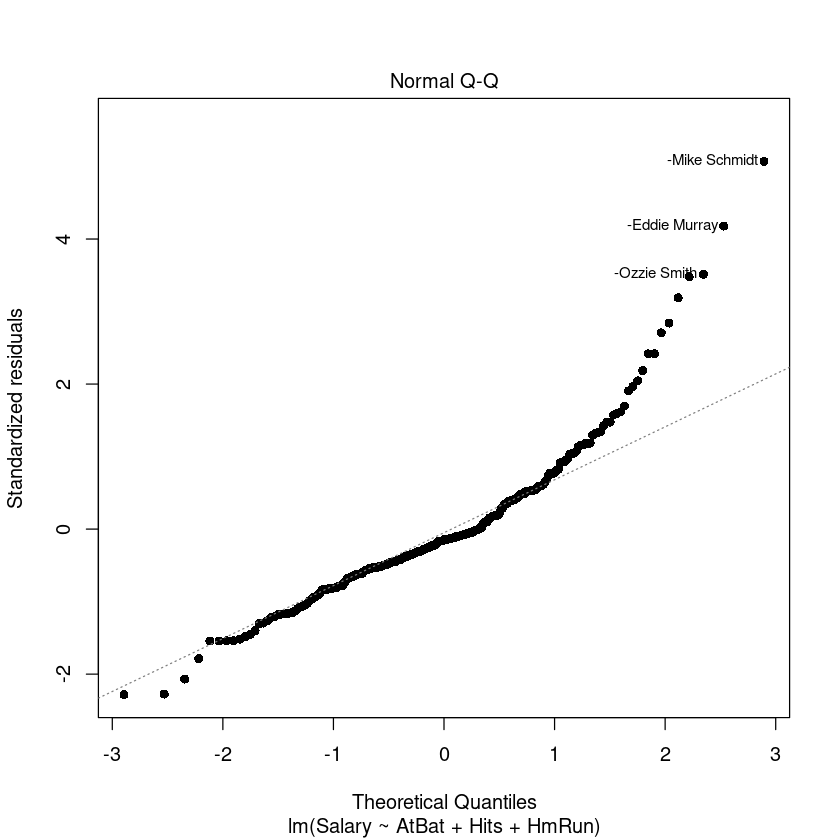 Normal Q-Q
-Mike Schmidt
-Eddie Murray
-Ozzie Smith
4
2
0
-2
Standardized residuals
-3 -2 -1 0 1 2 3
Theoretical Quantiles
lm(Salary ~ AtBat + Hits + HmRun)